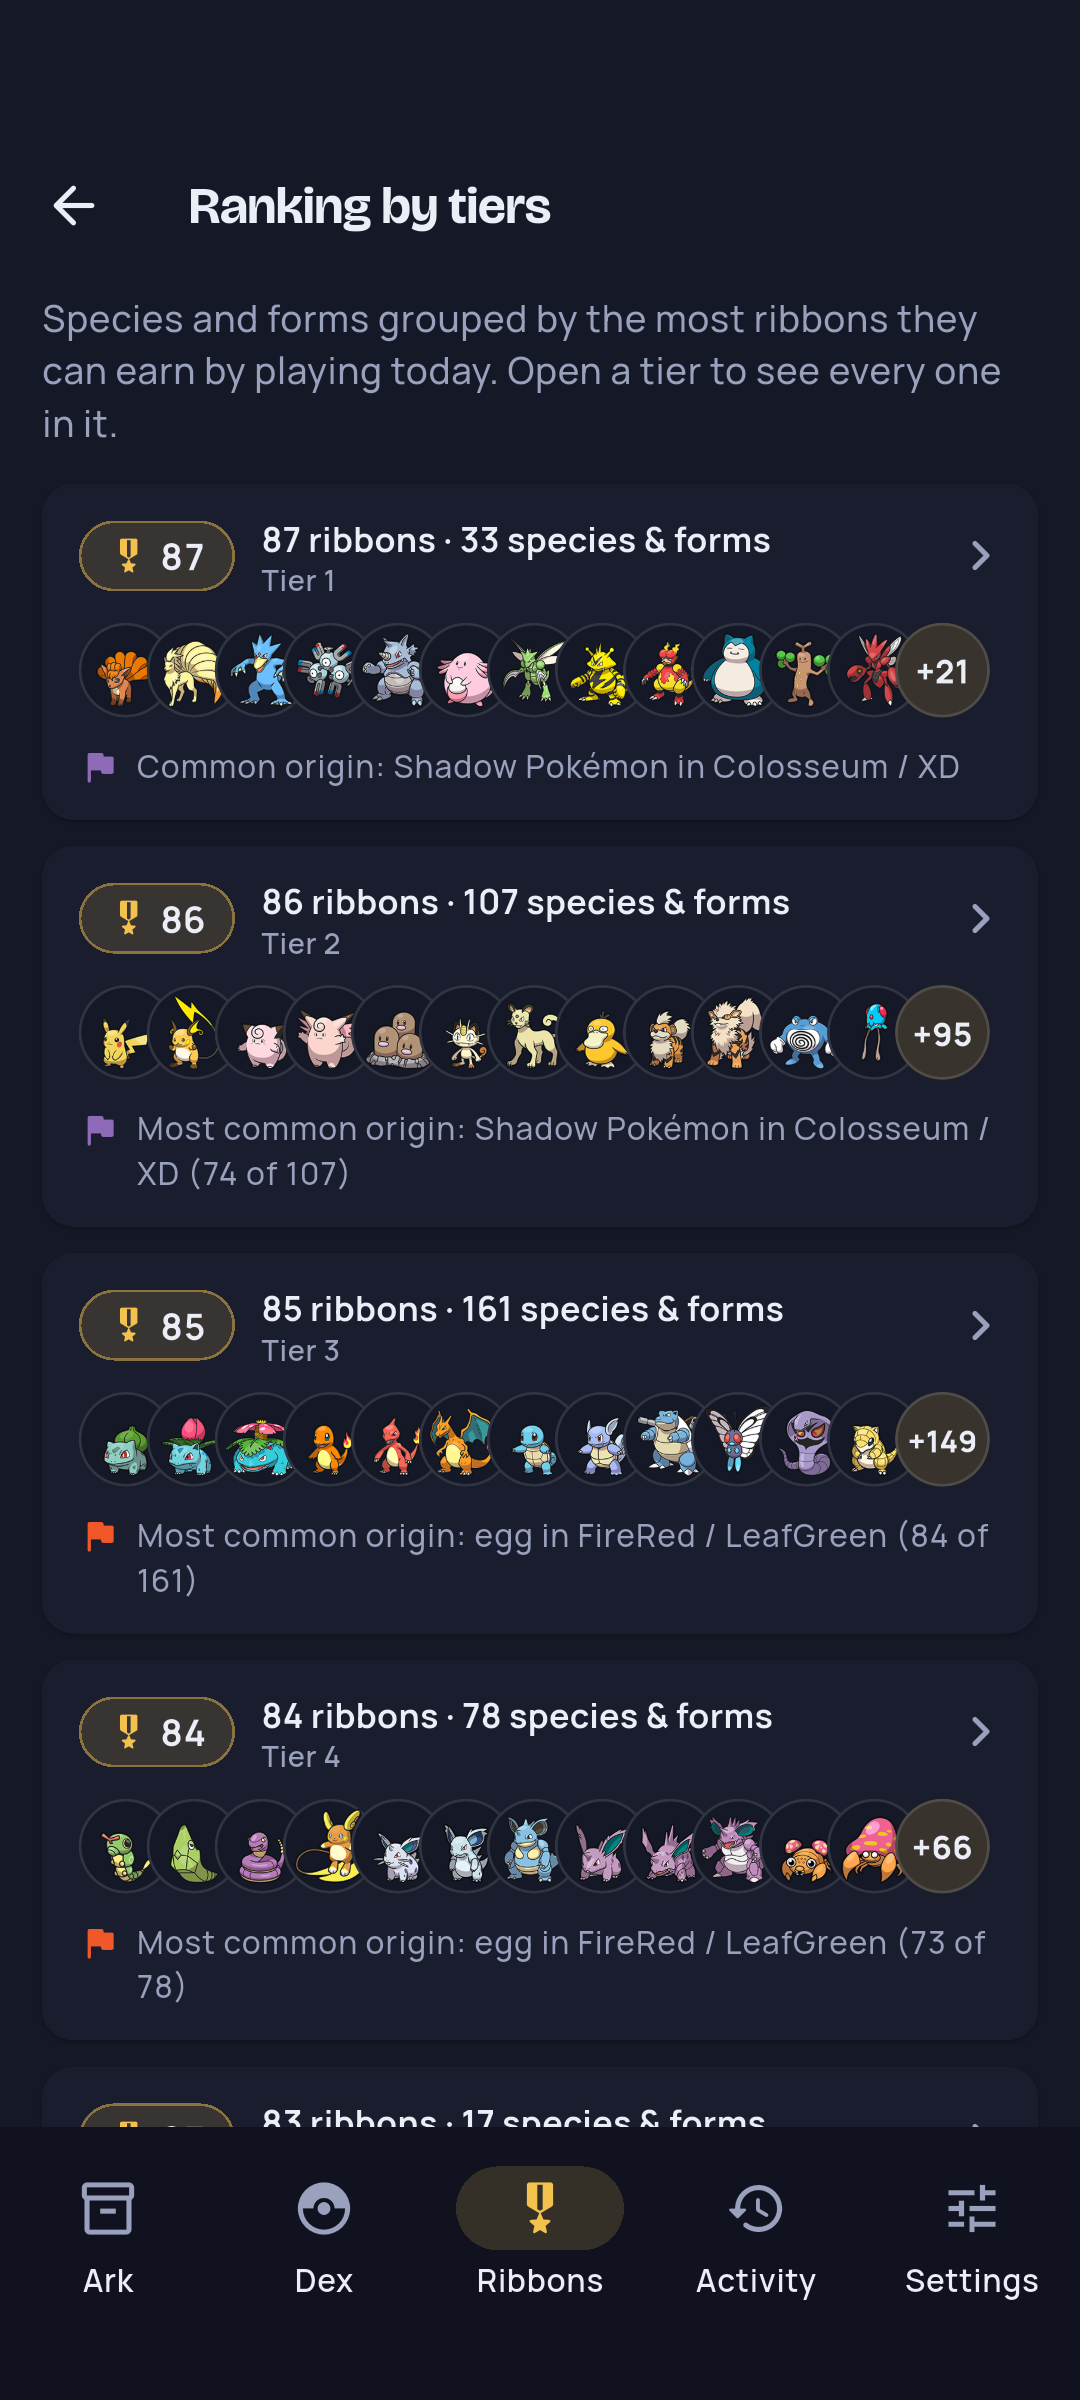 Ranking by tiers
Species and forms grouped by the most ribbons they
can earn by playing today. Open a tier to see every one
in it.
87
87 ribbons · 33 species & forms
Tier 1
+21
Common origin: Shadow Pokémon in Colosseum / XD
86
86 ribbons · 107 species & forms
Tier 2
+95
Most common origin: Shadow Pokémon in Colosseum /
XD (74 of 107)
85
85 ribbons · 161 species & forms
Tier 3
+149
Most common origin: egg in FireRed / LeafGreen (84 of
161)
84
84 ribbons · 78 species & forms
Tier 4
+66
Most common origin: egg in FireRed / LeafGreen (73 of
78)
83 ribbons · 17 species & forms
Ark
Dex
Ribbons
Activity
Settings